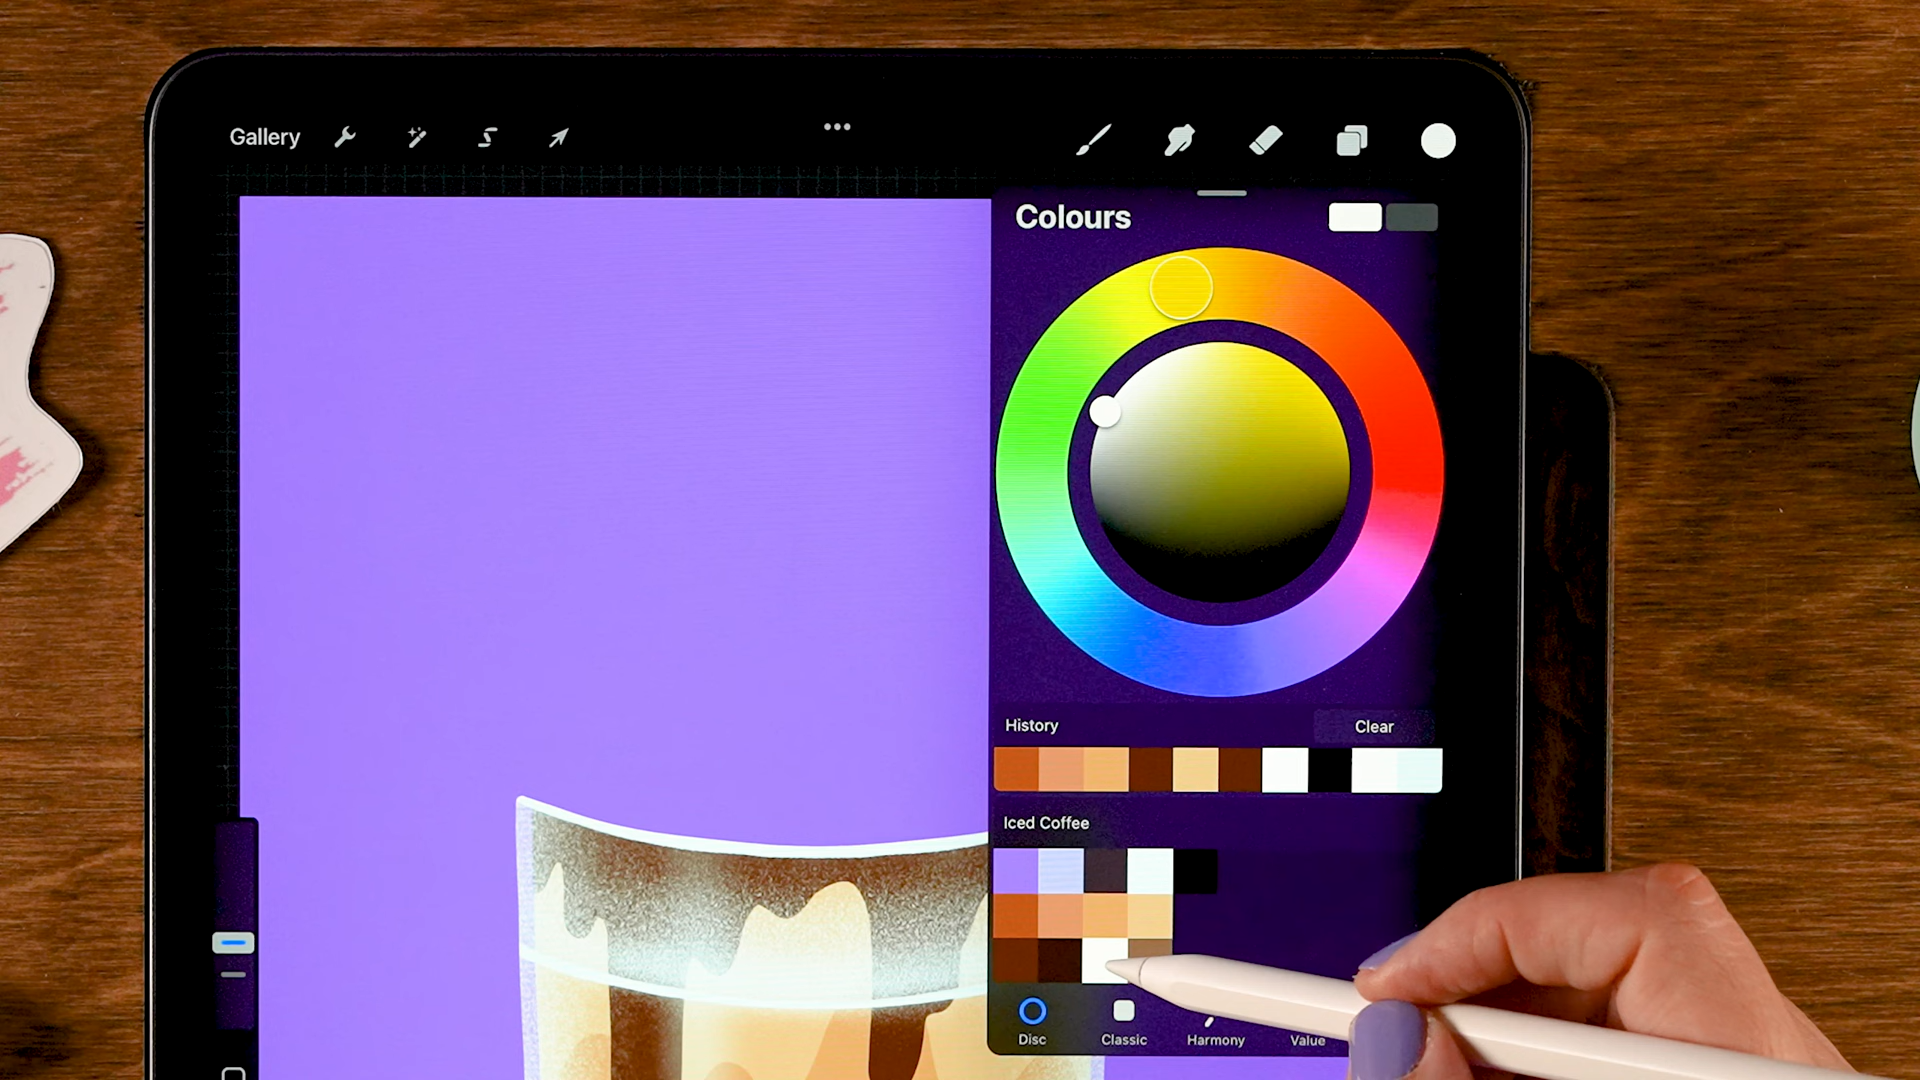 Gallery
Colours
History
Clear
Iced Coffee
Disc
Classic
Harmony
Value